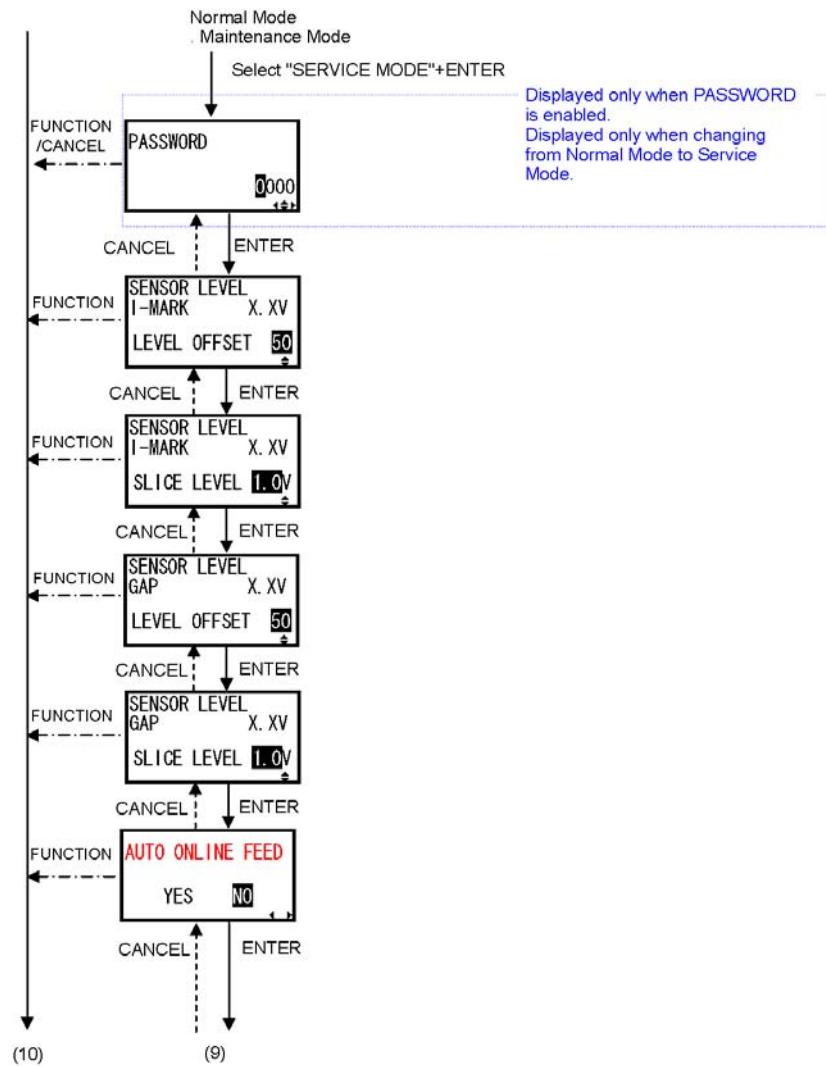 Normal Mode
. Maintenance Mode
Select "SERVICE MODE"+ENTER
Displayed only when PASSWORD
is enabled.
Displayed only when changing
from Normal Mode to Service
Mode.
FUNCTION
/CANCEL
PASSWORD
0000
CANCEL
ENTER
FUNCTION
SENSOR LEVEL
I-MARK X.XV
LEVEL OFFSET 50
CANCEL
ENTER
FUNCTION
SENSOR LEVEL
I-MARK X.XV
SLICE LEVEL 1.0V
CANCEL
ENTER
FUNCTION
SENSOR LEVEL
GAP X.XV
LEVEL OFFSET 50
CANCEL
ENTER
FUNCTION
SENSOR LEVEL
GAP X.XV
SLICE LEVEL 1.0V
CANCEL
ENTER
FUNCTION
AUTO ONLINE FEED
YES NO
CANCEL
ENTER
(10)
(9)